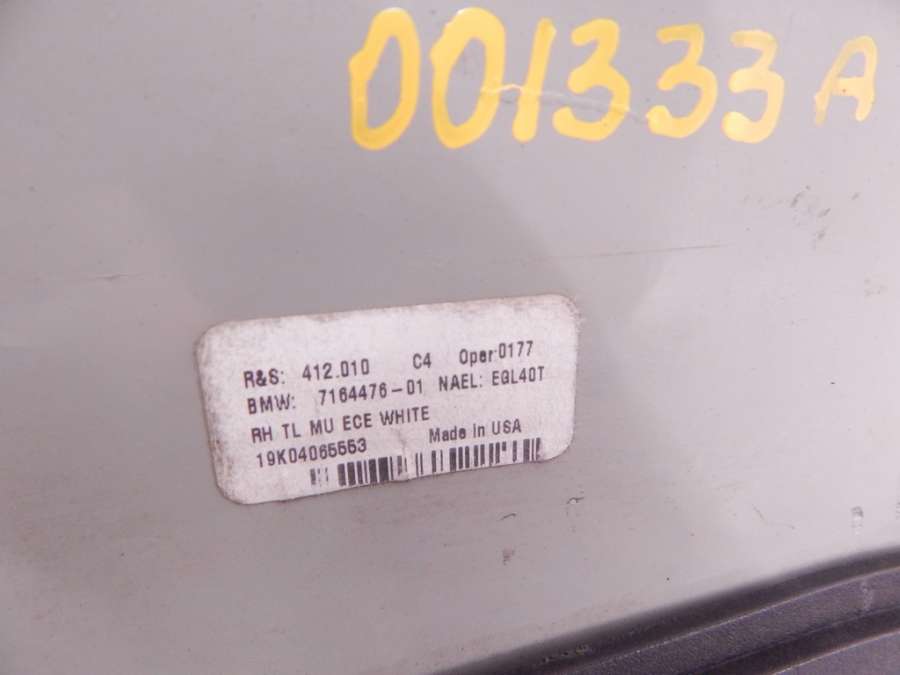 001333A
R&S: 412.010 C4 Oper:0177
BMW: 7164476-01 NAEL: EGL40T
RH TL MU ECE WHITE
19K04065553 Made in USA